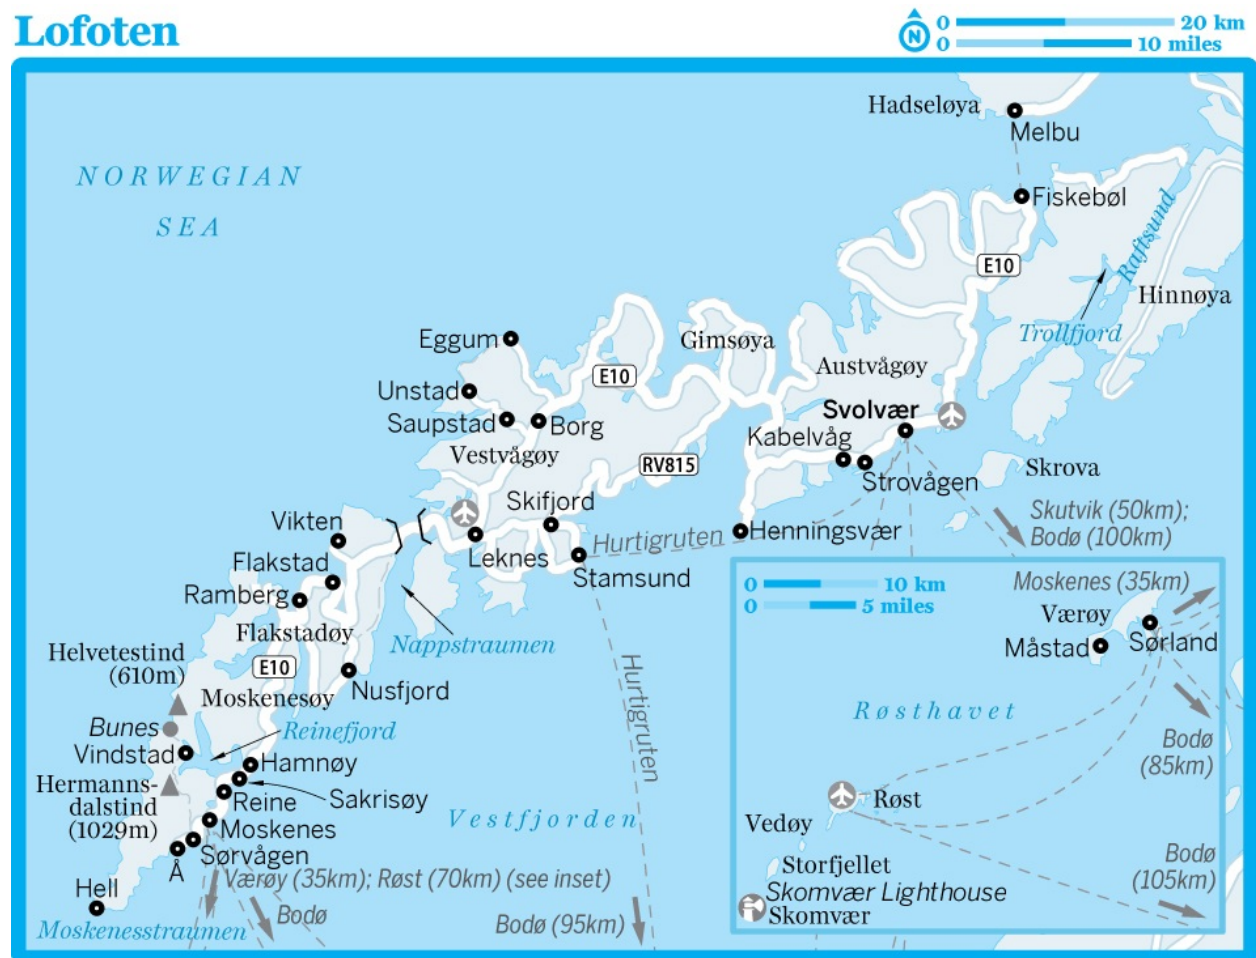 Lofoten
N
0 20 km
0 10 miles
NORWEGIAN
SEA
Hadseløya
Melbu
Fiskebøl
Raftsund
E10
Hinnøya
Trollfjord
Eggum
Gimsøya
Austvågøy
E10
Unstad
Svolvær
Saupstad
Borg
Kabelvåg
Vestvågøy
RV815
Strovågen
Skrova
Skifjord
Skutvik (50km);
Bodø (100km)
Vikten
Leknes
Hurtigruten
Henningsvær
Flakstad
Stamsund
Ramberg
Flakstadøy
Nappstraumen
Helvetestind
(610m)
E10
Nusfjord
Moskenesøy
Hurtigruten
Bunes
Reinefjord
Vindstad
Hamnøy
Hermanns-
dalstind
(1029m)
Sakrisøy
Reine
Moskenes
Vestfjorden
Sørvågen
Å
Hell
Værøy (35km); Røst (70km) (see inset)
Bodø
Bodø (95km)
Moskenesstraumen
0 10 km
0 5 miles
Moskenes (35km)
Værøy
Måstad
Sørland
Røsthavet
Bodø
(85km)
Røst
Vedøy
Storfjellet
Bodø
(105km)
Skomvær Lighthouse
Skomvær